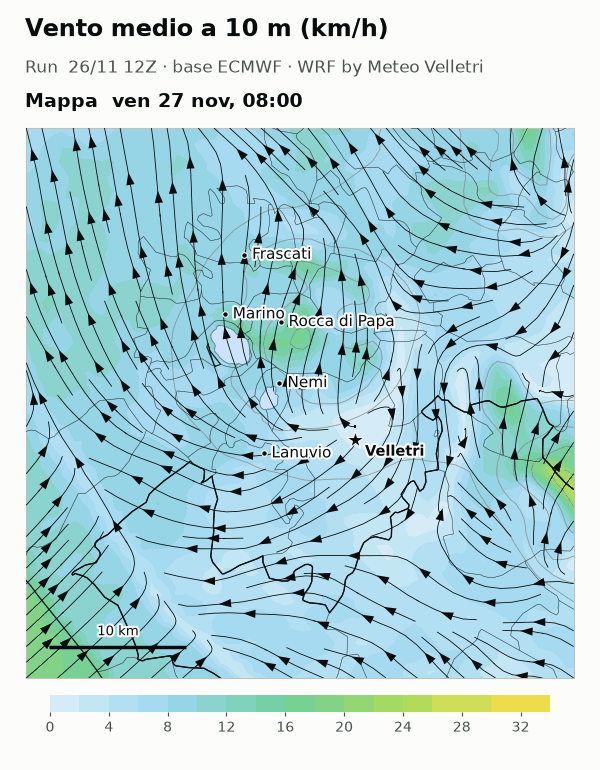 Vento medio a 10 m (km/h)
Run  26/11 12Z · base ECMWF · WRF by Meteo Velletri
Mappa  ven 27 nov, 08:00
Frascati
Marino
Rocca di Papa
Nemi
Velletri
Lanuvio
10 km
0 4 8 12 16 20 24 28 32